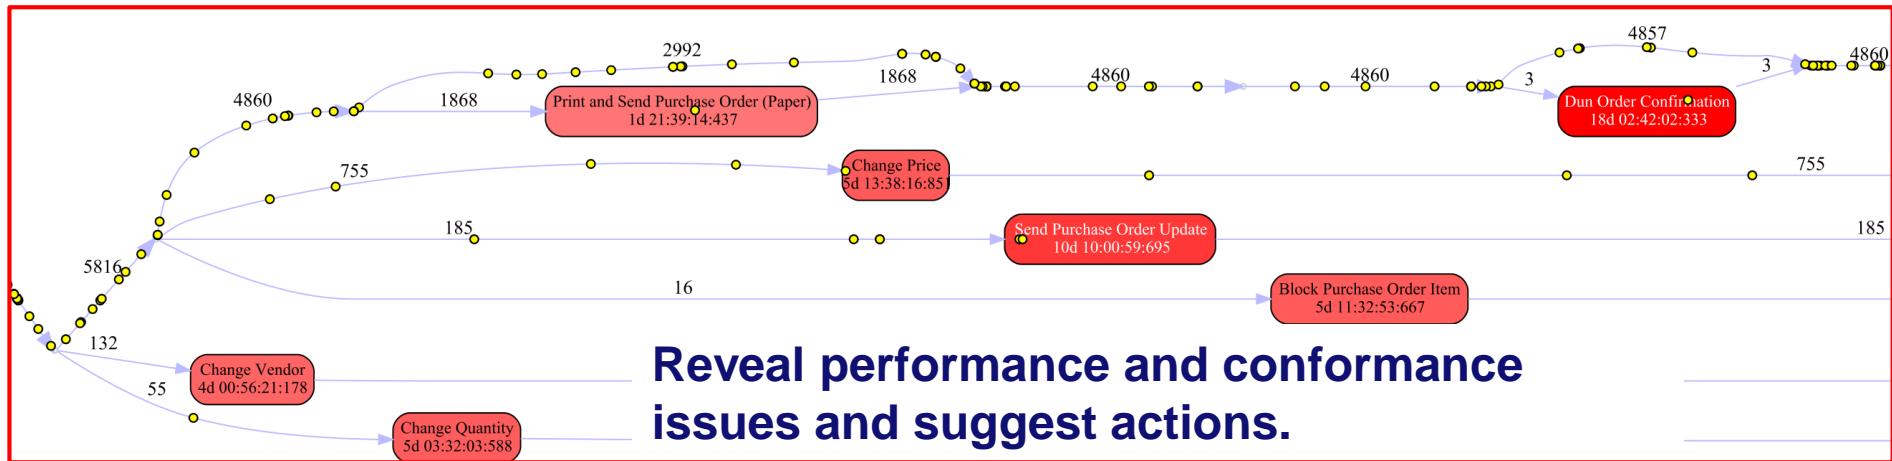 2992
4857
4860
4860
1868
Print and Send Purchase Order (Paper)
1d 21:39:14:437
1868
4860
4860
3
Dun Order Confirmation
18d 02:42:02:333
3
4860
755
Change Price
5d 13:38:16:851
755
185
Send Purchase Order Update
10d 10:00:59:695
185
5816
16
Block Purchase Order Item
5d 11:32:53:667
132
Change Vendor
4d 00:56:21:178
55
Change Quantity
5d 03:32:03:588
Reveal performance and conformance
issues and suggest actions.